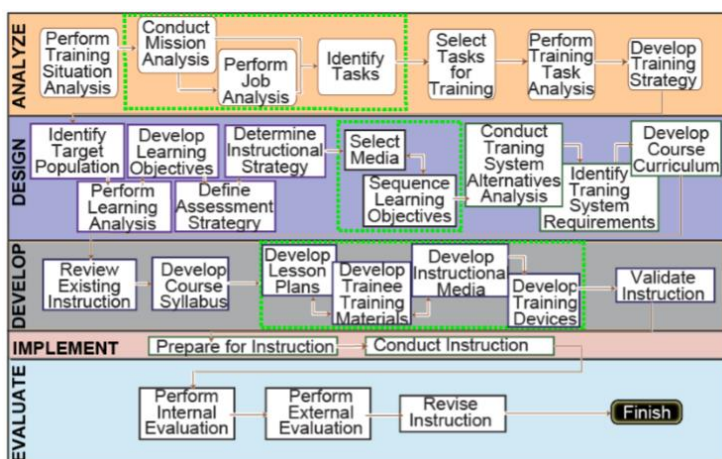 ANALYZE
Perform
Training
Situation
Analysis
Conduct
Mission
Analysis
Perform Job
Analysis
Identify
Tasks
Select
Tasks for
Training
Perform
Training Task
Analysis
Develop
Training
Strategy
DESIGN
Identify
Target
Population
Perform
Learning
Analysis
Develop
Learning
Objectives
Define
Assessment
Strategry
Determine
Instructional
Strategy
Select
Media
Sequence
Learning
Objectives
Conduct
Traning
System
Alternatives
Analysis
Identify
Traning
System
Requirements
Develop
Course
Curriculum
DEVELOP
Review
Existing
Instruction
Develop
Course
Syllabus
Develop
Lesson
Plans
Develop
Trainee
Training
Materials
Develop
Instructional
Media
Develop
Training
Devices
Validate
Instruction
IMPLEMENT
Prepare for Instruction
Conduct Instruction
EVALUATE
Perform
Internal
Evaluation
Perform
External
Evaluation
Revise
Instruction
Finish